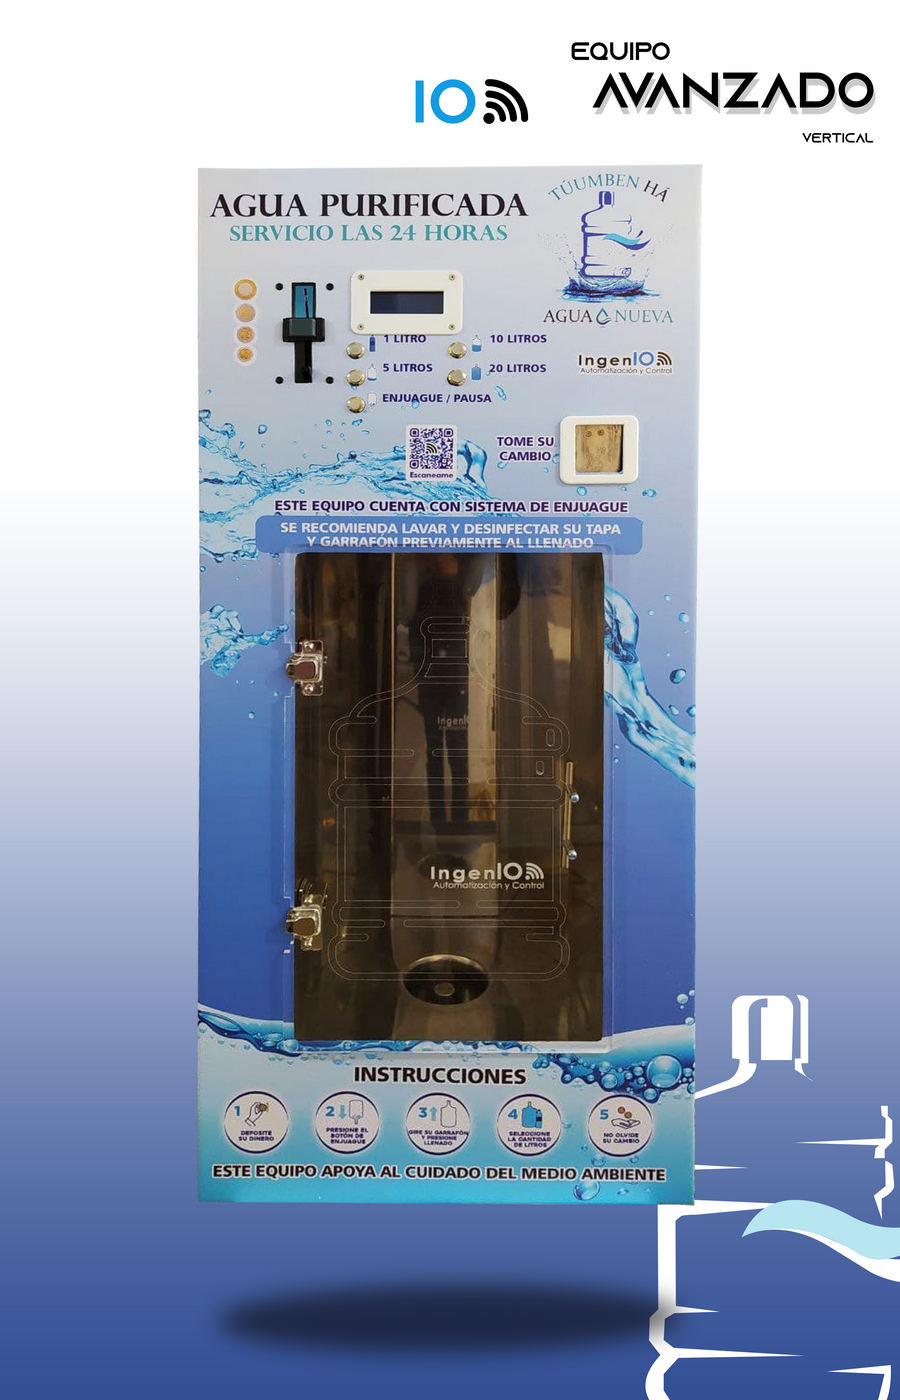 EQUIPO
IO
AVANZADO
VERTICAL
AGUA PURIFICADA
SERVICIO LAS 24 HORAS
TÚUMBEN HÁ
AGUA NUEVA
1 LITRO
10 LITROS
5 LITROS
20 LITROS
ENJUAGUE / PAUSA
IngenIO
Automatización y Control
Escaneame
TOME SU
CAMBIO
ESTE EQUIPO CUENTA CON SISTEMA DE ENJUAGUE
SE RECOMIENDA LAVAR Y DESINFECTAR SU TAPA
Y GARRAFÓN PREVIAMENTE AL LLENADO
IngenIO
IngenIO
Automatización y Control
INSTRUCCIONES
1
DEPOSITE
SU DINERO
2
PRESIONE EL
BOTÓN DE
ENJUAGUE
3
GIRE SU GARRAFÓN
Y PRESIONE
LLENADO
4
SELECCIONE
LA CANTIDAD
DE LITROS
5
NO OLVIDE
SU CAMBIO
ESTE EQUIPO APOYA AL CUIDADO DEL MEDIO AMBIENTE